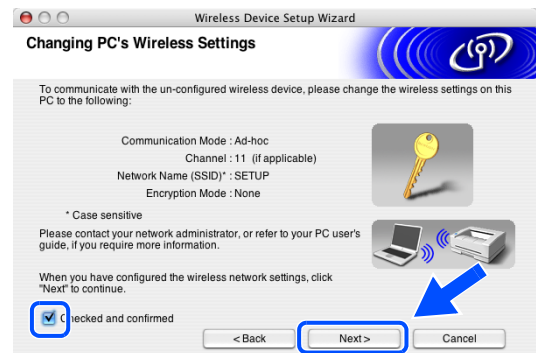 Wireless Device Setup Wizard
Changing PC's Wireless Settings
To communicate with the un-configured wireless device, please change the wireless settings on this
PC to the following:
Communication Mode : Ad-hoc
Channel : 11 (if applicable)
Network Name (SSID)* : SETUP
Encryption Mode : None
* Case sensitive
Please contact your network administrator, or refer to your PC user's
guide, if you require more information.
When you have configured the wireless network settings, click
"Next" to continue.
Checked and confirmed
< Back
Next >
Cancel